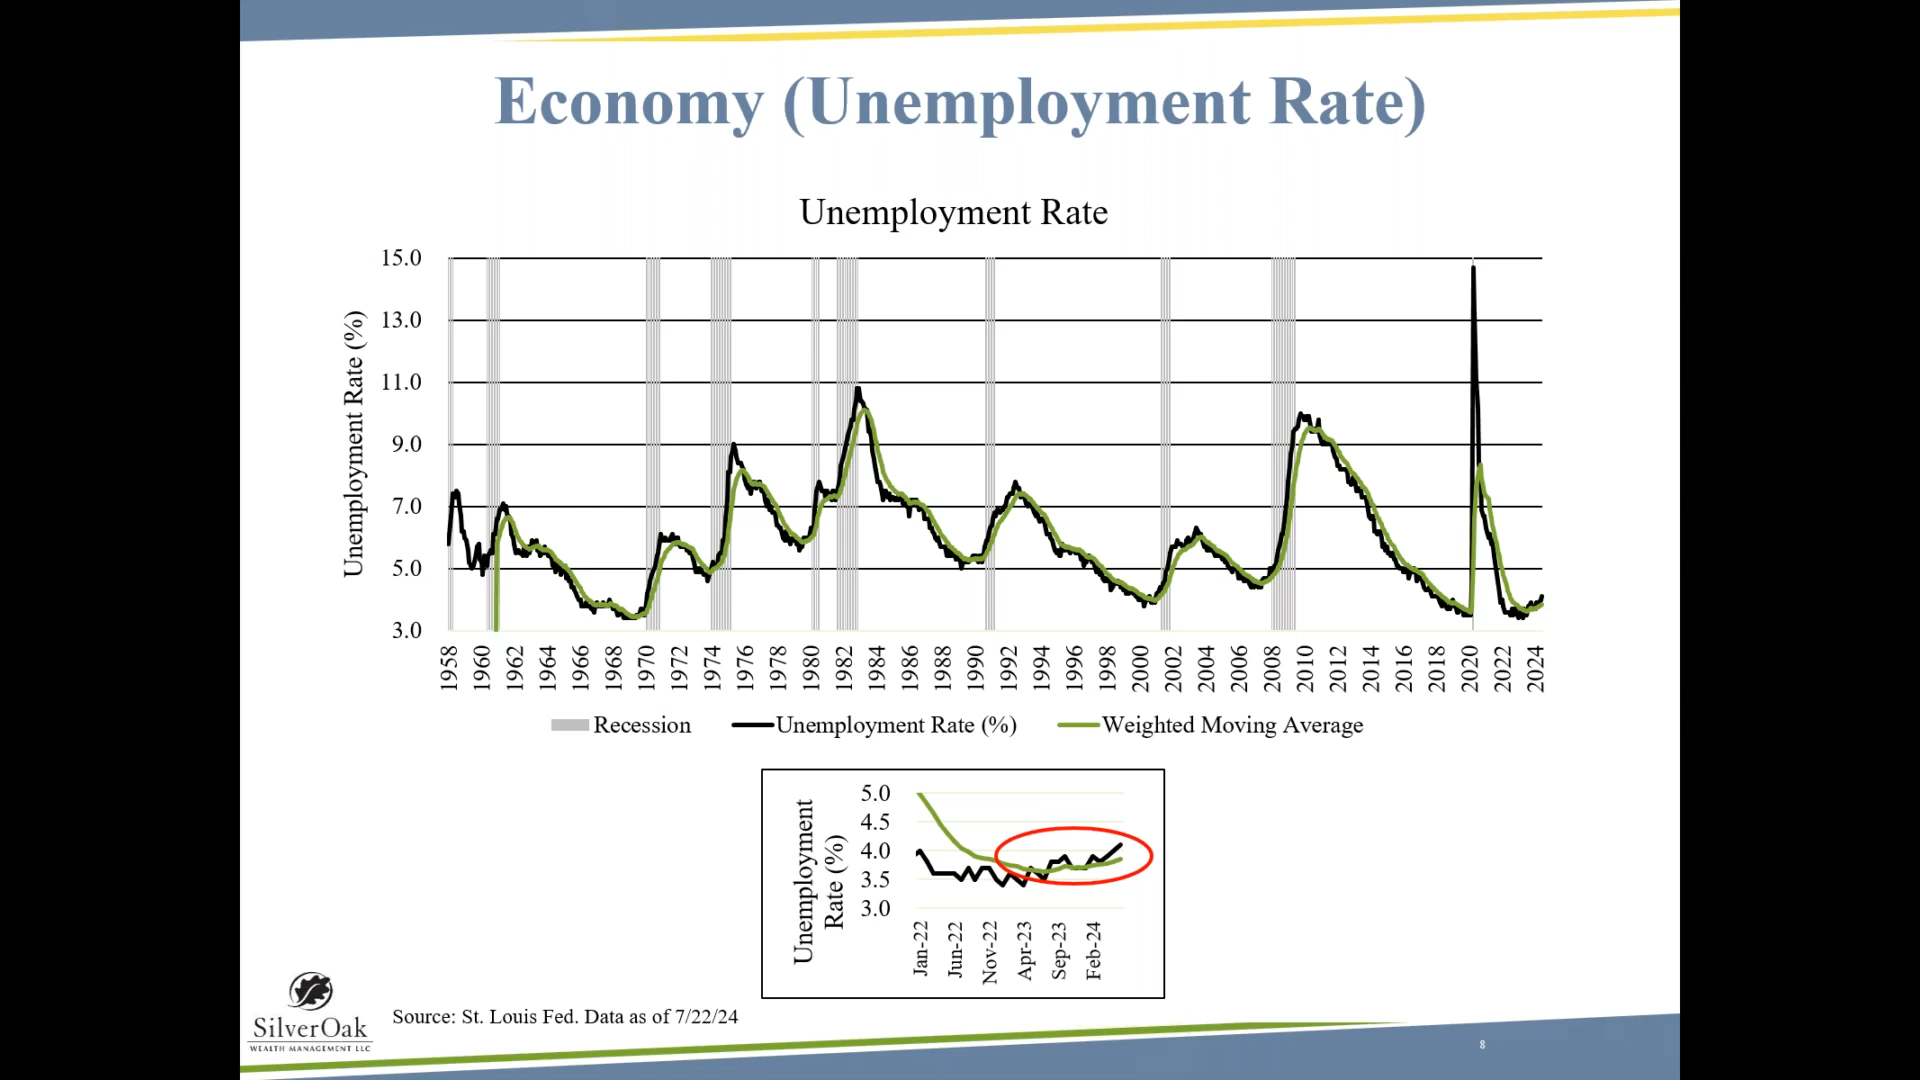 Economy (Unemployment Rate)
Unemployment Rate
Unemployment Rate (%)
15.0
13.0
11.0
9.0
7.0
5.0
3.0
1958
1960
1962
1964
1966
1968
1970
1972
1974
1976
1978
1980
1982
1984
1986
1988
1990
1992
1994
1996
1998
2000
2002
2004
2006
2008
2010
2012
2014
2016
2018
2020
2022
2024
Recession
Unemployment Rate (%)
Weighted Moving Average
Unemployment
Rate (%)
5.0
4.5
4.0
3.5
3.0
Jan-22
Jun-22
Nov-22
Apr-23
Sep-23
Feb-24
SilverOak
WEALTH MANAGEMENT LLC
Source: St. Louis Fed. Data as of 7/22/24
8